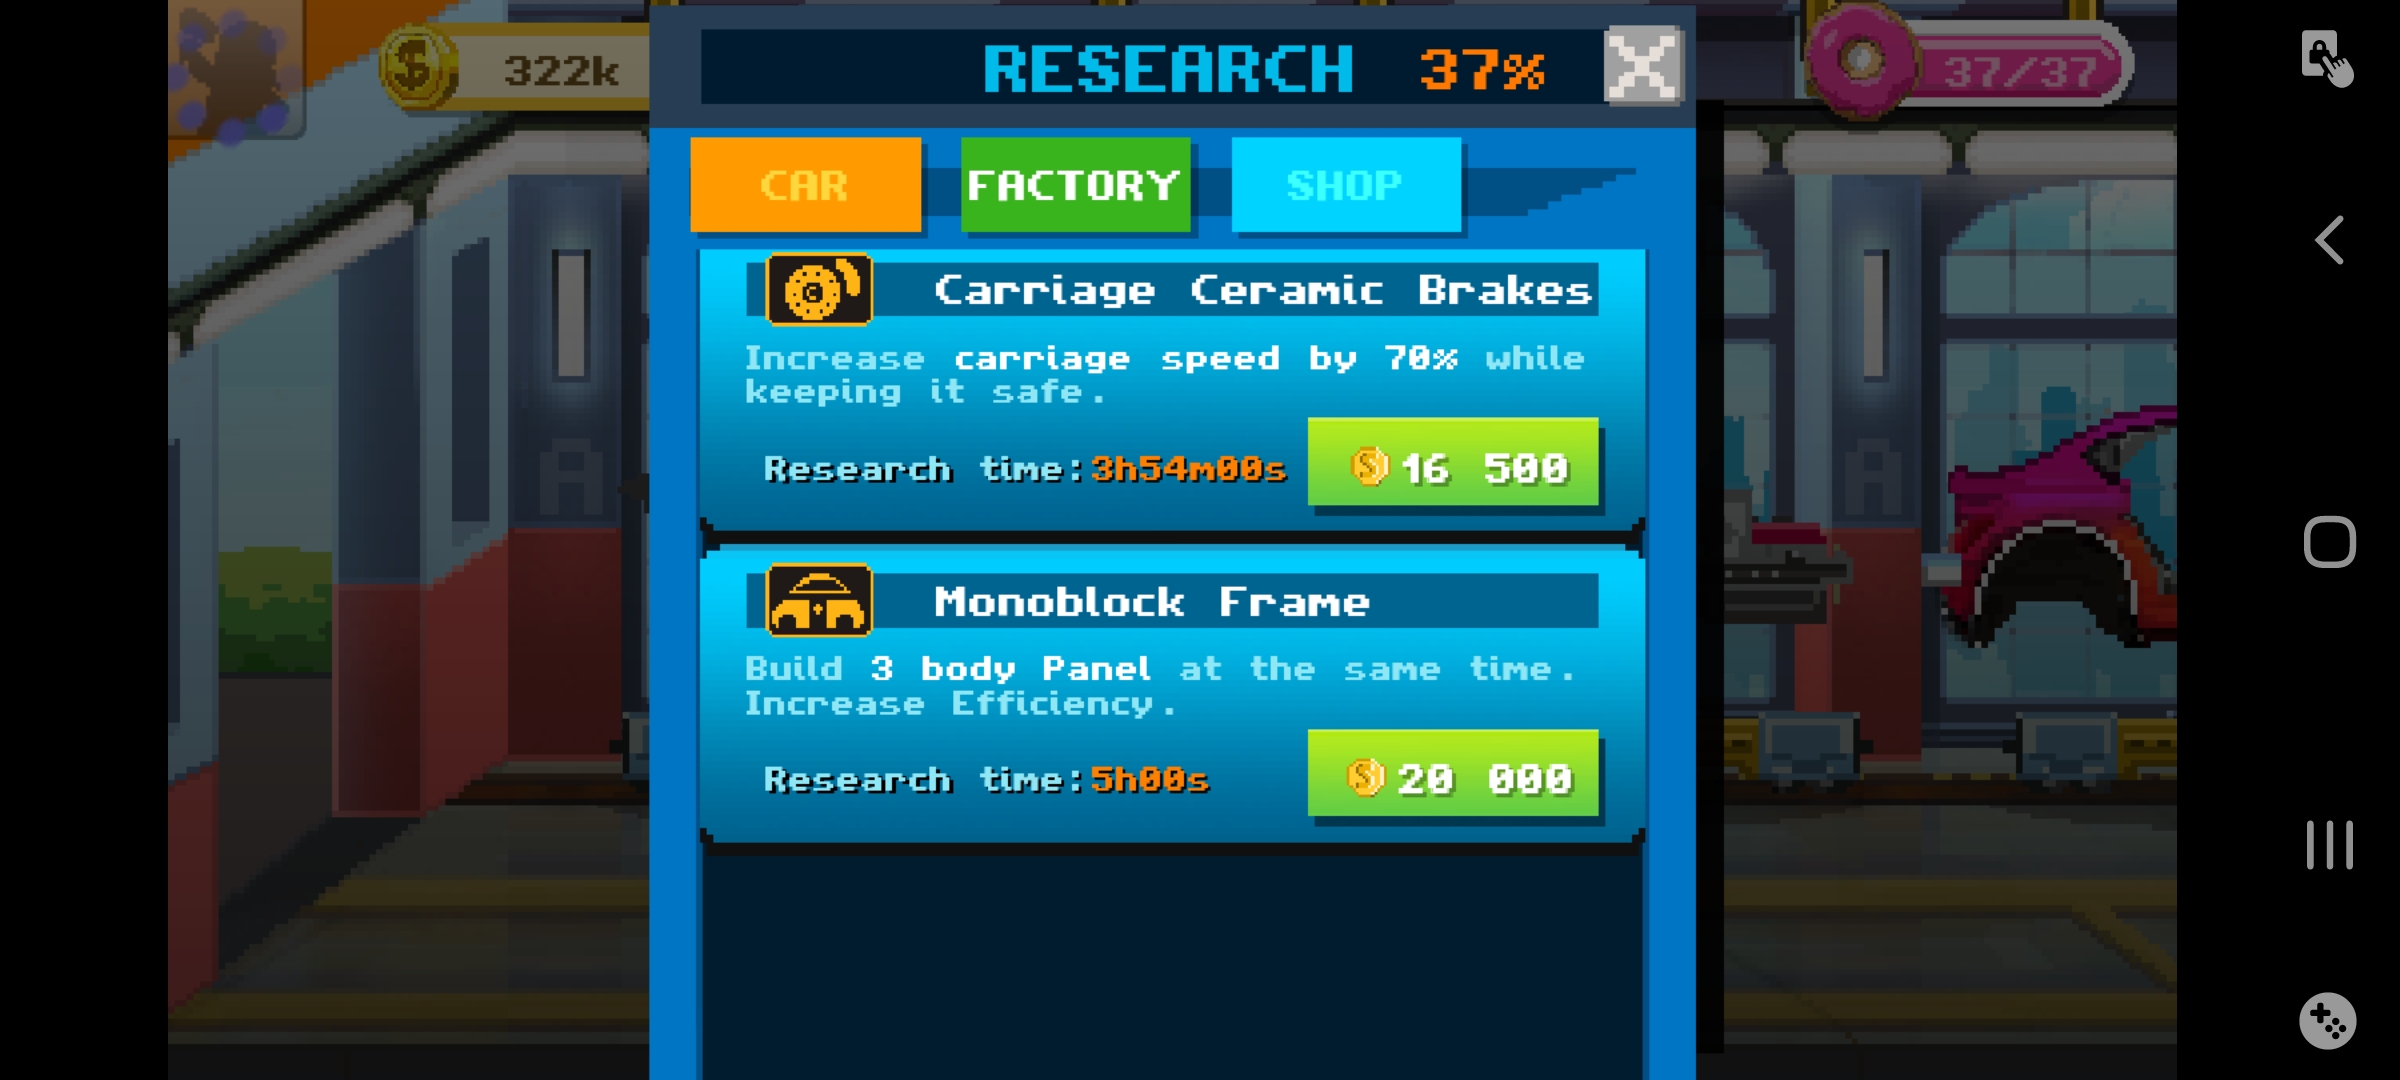 322k
RESEARCH 37%
37/37
CAR FACTORY SHOP
Carriage Ceramic Brakes
Increase carriage speed by 70% while
keeping it safe.
Research time:3h54m00s
16 500
Monoblock Frame
Build 3 body Panel at the same time.
Increase Efficiency.
Research time:5h00s
20 000
A
A